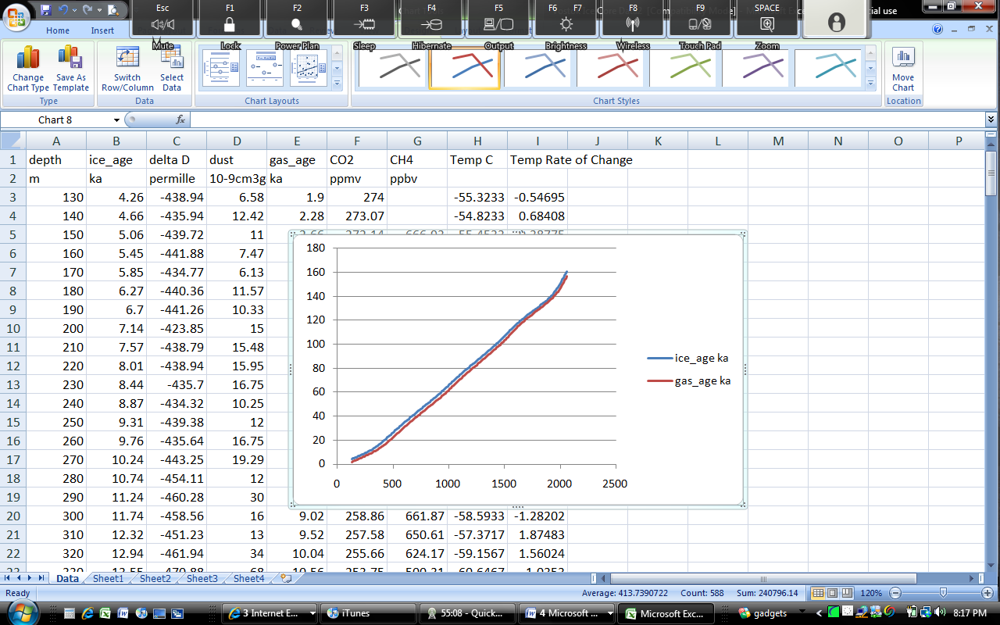 Esc F1 F2 F3 F4 F5 F6 F7 F8 F9 SPACE
Mute Lock Power Plan Sleep Hibernate Output Brightness Wireless Touch Pad Zoom
cial use
Home Insert
Change Chart Type Save As Template Switch Row/Column Select Data Move Chart
Type Data Chart Layouts Chart Styles Location
Chart 8 fx
A B C D E F G H I J K L M N O P
1 depth ice_age delta D dust gas_age CO2 CH4 Temp C Temp Rate of Change
2 m ka permille 10-9cm3g ka ppmv ppbv
3 130 4.26 -438.94 6.58 1.9 274 -55.3233 -0.54695
4 140 4.66 -435.94 12.42 2.28 273.07 -54.8233 0.68408
5 150 5.06 -439.72 11 2.66 272.14 666.92
6 160 5.45 -441.88 7.47
7 170 5.85 -434.77 6.13
8 180 6.27 -440.36 11.57
9 190 6.7 -441.26 10.33
10 200 7.14 -423.85 15
11 210 7.57 -438.79 15.48
12 220 8.01 -438.94 15.95
13 230 8.44 -435.7 16.75
14 240 8.87 -434.32 10.25
15 250 9.31 -439.38 12
16 260 9.76 -435.64 16.75
17 270 10.24 -443.25 19.29
18 280 10.74 -454.11 12
19 290 11.24 -460.28 30
20 300 11.74 -458.56 16 9.02 258.86 661.87 -58.5933 -1.28202
21 310 12.32 -451.23 13 9.52 257.58 650.61 -57.3717 1.87483
22 320 12.94 -461.94 34 10.04 255.66 624.17 -59.1567 1.56024
180
160
140
120
100
80
60
40
20
0
0 500 1000 1500 2000 2500
ice_age ka
gas_age ka
Data Sheet1 Sheet2 Sheet3 Sheet4
Ready Average: 413.7390722 Count: 588 Sum: 240796.14 120%
3 Internet E... iTunes 55:08 - Quick... 4 Microsoft ... Microsoft Exc... gadgets 8:17 PM